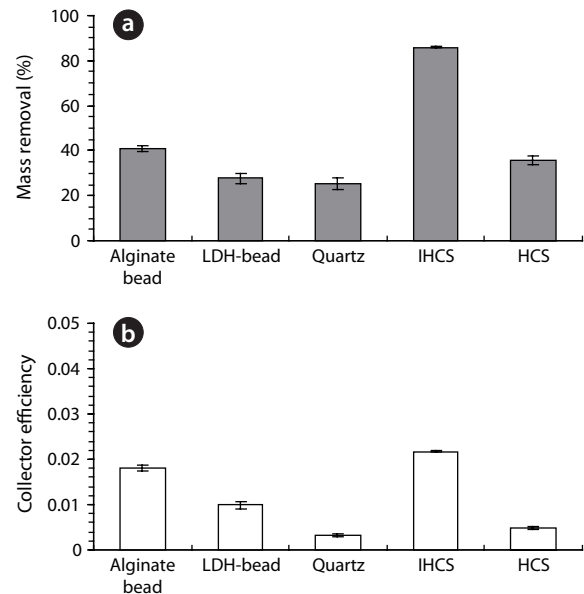 a
Mass removal (%)
100
80
60
40
20
0
Alginate bead
LDH-bead
Quartz
IHCS
HCS
b
Collector efficiency
0.05
0.04
0.03
0.02
0.01
0
Alginate bead
LDH-bead
Quartz
IHCS
HCS